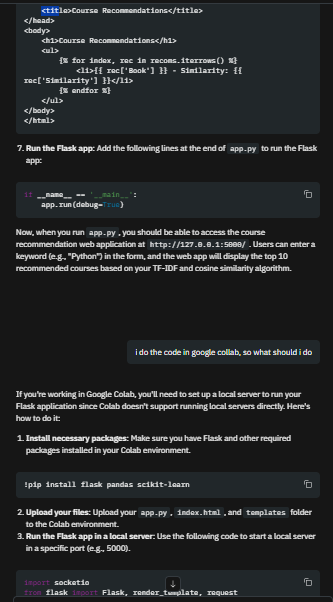 <title>Course Recommendations</title>
</head>
<body>
<h1>Course Recommendations</h1>
<ul>
{% for index, rec in recoms.iterrows() %}
<li>{{ rec['Book'] }} - Similarity: {{
rec['Similarity'] }}</li>
{% endfor %}
</ul>
</body>
</html>
7. Run the Flask app: Add the following lines at the end of app.py to run the Flask
app:
if __name__ == '__main__':
app.run(debug=True)
Now, when you run app.py, you should be able to access the course
recommendation web application at http://127.0.0.1:5000/. Users can enter a
keyword (e.g., "Python") in the form, and the web app will display the top 10
recommended courses based on your TF-IDF and cosine similarity algorithm.
i do the code in google collab, so what should i do
If you're working in Google Colab, you'll need to set up a local server to run your
Flask application since Colab doesn't support running local servers directly. Here's
how to do it:
1. Install necessary packages: Make sure you have Flask and other required
packages installed in your Colab environment.
!pip install flask pandas scikit-learn
2. Upload your files: Upload your app.py, index.html, and templates folder
to the Colab environment.
3. Run the Flask app in a local server: Use the following code to start a local server
in a specific port (e.g., 5000).
import socketio
from flask import Flask, render_template, request